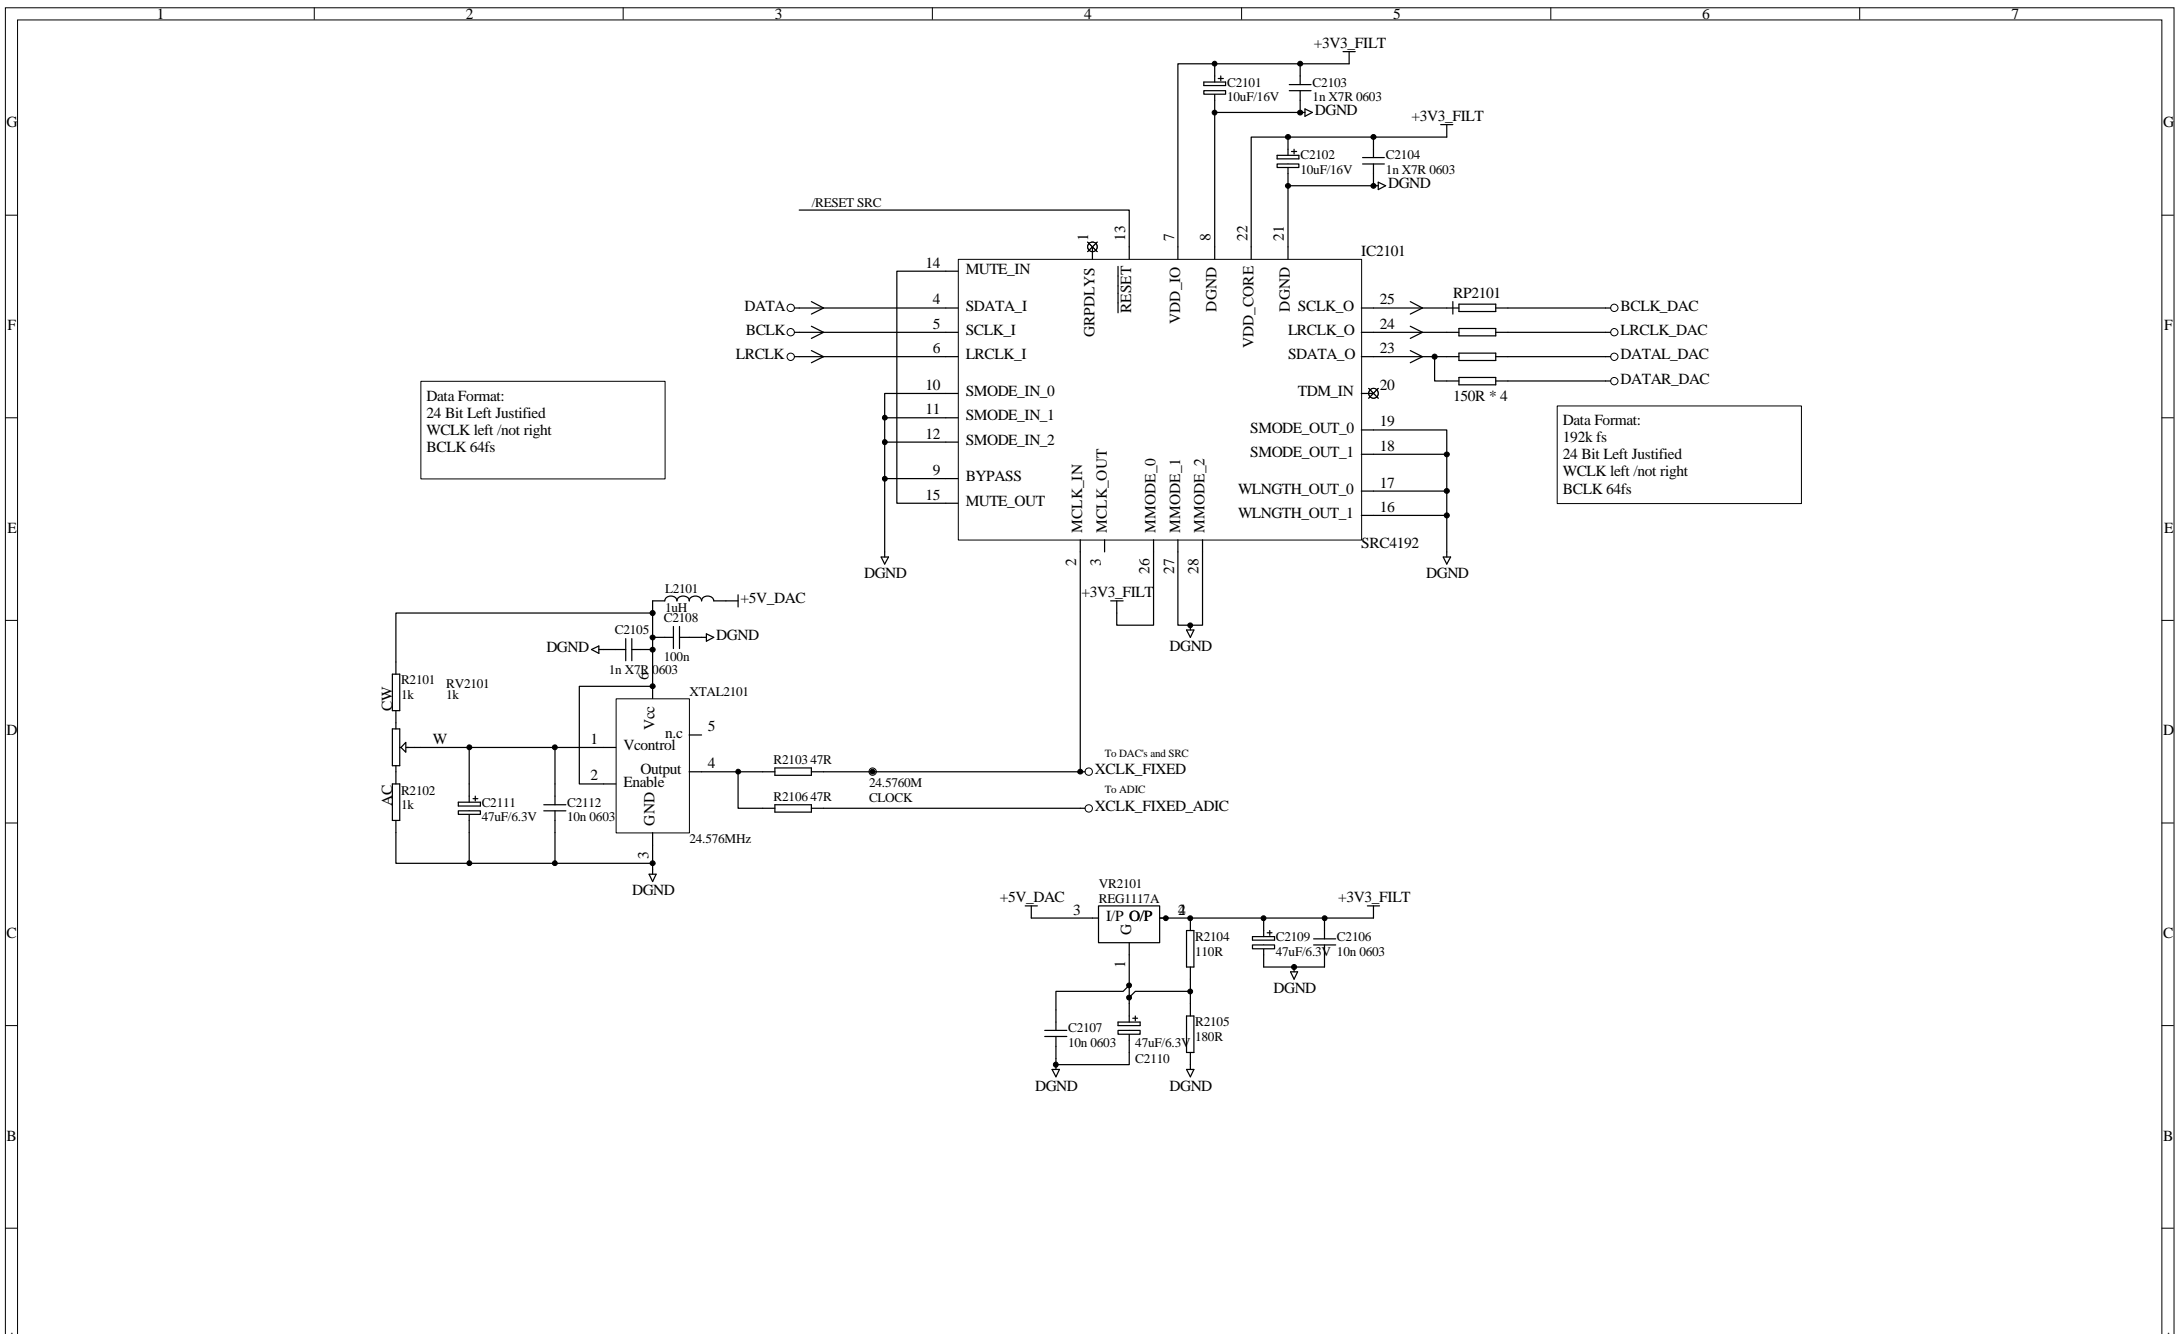 1 2 3 4 5 6 7
G G
F F
E E
D D
C C
B B
+3V3_FILT
C2101
10uF/16V
C2103
1n X7R 0603
DGND
+3V3_FILT
C2102
10uF/16V
C2104
1n X7R 0603
DGND
/RESET SRC
1 13 7 8 22 21
IC2101
GRPDLYS
RESET
VDD_IO
DGND
VDD_CORE
DGND
14 MUTE_IN
DATA 4 SDATA_I
BCLK 5 SCLK_I
LRCLK 6 LRCLK_I
10 SMODE_IN_0
11 SMODE_IN_1
12 SMODE_IN_2
9 BYPASS
15 MUTE_OUT
DGND
SCLK_O 25 RP2101 BCLK_DAC
LRCLK_O 24 LRCLK_DAC
SDATA_O 23 DATAL_DAC
DATAR_DAC
TDM_IN 20
150R * 4
SMODE_OUT_0 19
SMODE_OUT_1 18
WLNGTH_OUT_0 17
WLNGTH_OUT_1 16
SRC4192
DGND
MCLK_IN
MCLK_OUT
MMODE_0
MMODE_1
MMODE_2
2 3 26 27 28
+3V3_FILT
DGND
Data Format:
24 Bit Left Justified
WCLK left /not right
BCLK 64fs
Data Format:
192k fs
24 Bit Left Justified
WCLK left /not right
BCLK 64fs
L2101
1uH
+5V_DAC
C2108
100n
DGND
C2105
1n X7R 0603
DGND
6
XTAL2101
R2101
1k
RV2101
1k
CW
W
AC
R2102
1k
C2111
47uF/6.3V
C2112
10n 0603
Vcc
n.c 5
1 Vcontrol
Output 4
2 Enable
GND
3
24.576MHz
DGND
R2103 47R
R2106 47R
24.5760M
CLOCK
To DAC's and SRC
XCLK_FIXED
To ADIC
XCLK_FIXED_ADIC
VR2101
REG1117A
+5V_DAC
3 I/P O/P
G
1
+3V3_FILT
R2104
110R
C2109
47uF/6.3V
C2106
10n 0603
DGND
C2107
10n 0603
47uF/6.3V
C2110
R2105
180R
DGND
DGND